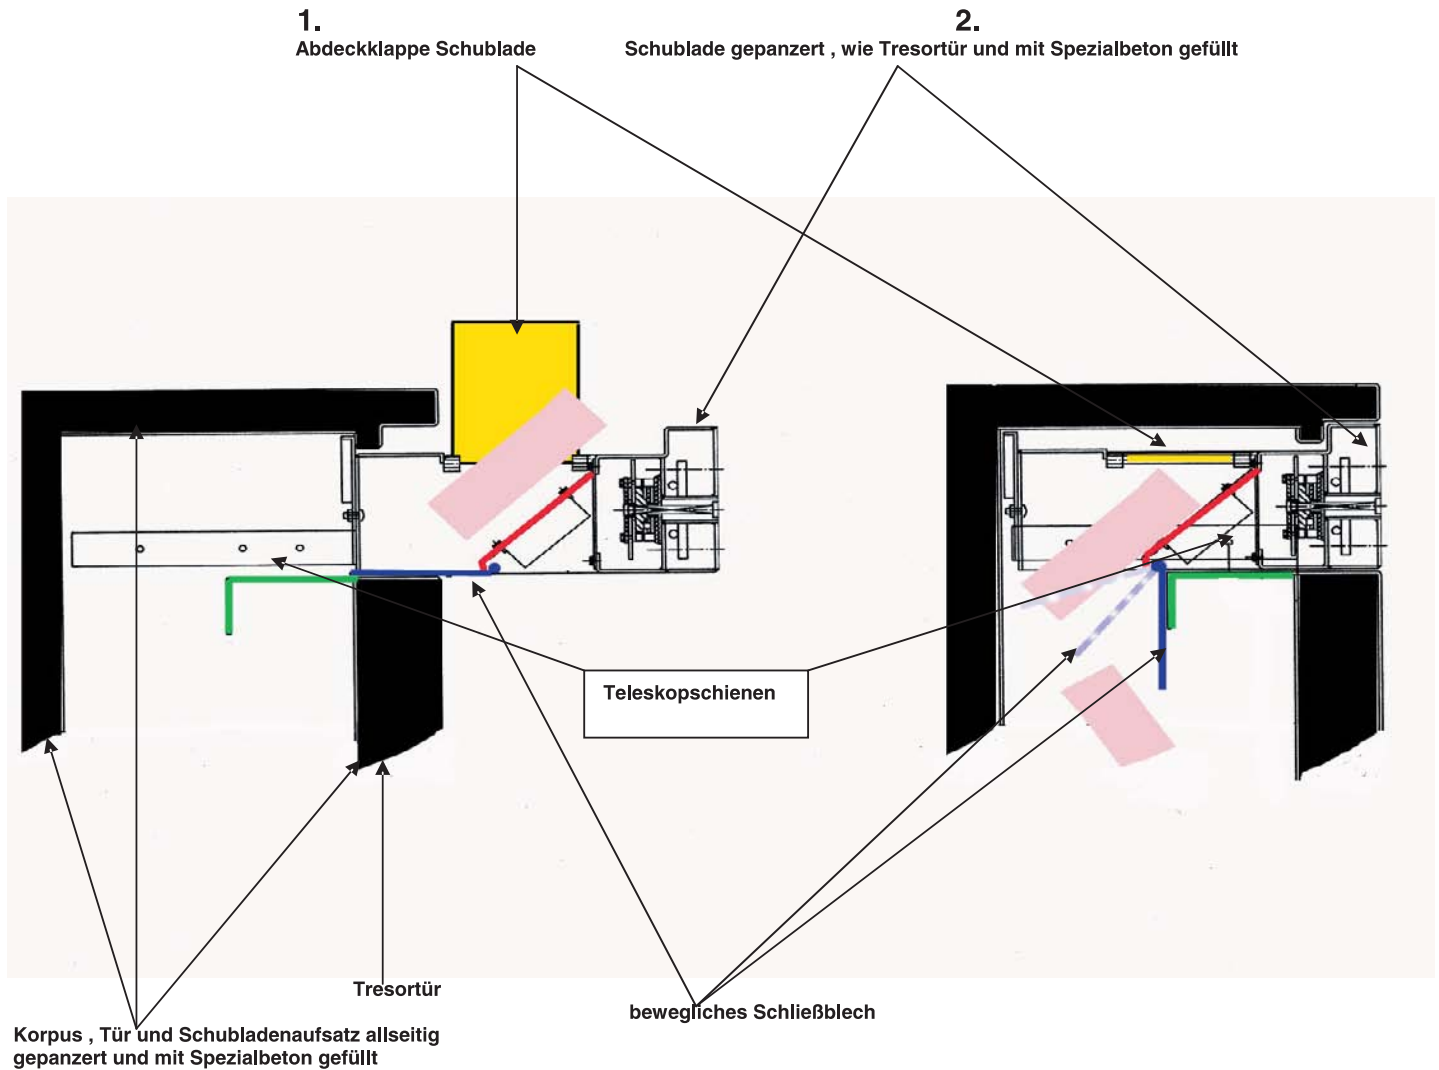 1.
Abdeckklappe Schublade
2.
Schublade gepanzert , wie Tresortür und mit Spezialbeton gefüllt
Teleskopschienen
Tresortür
bewegliches Schließblech
Korpus , Tür und Schubladenaufsatz allseitig
gepanzert und mit Spezialbeton gefüllt